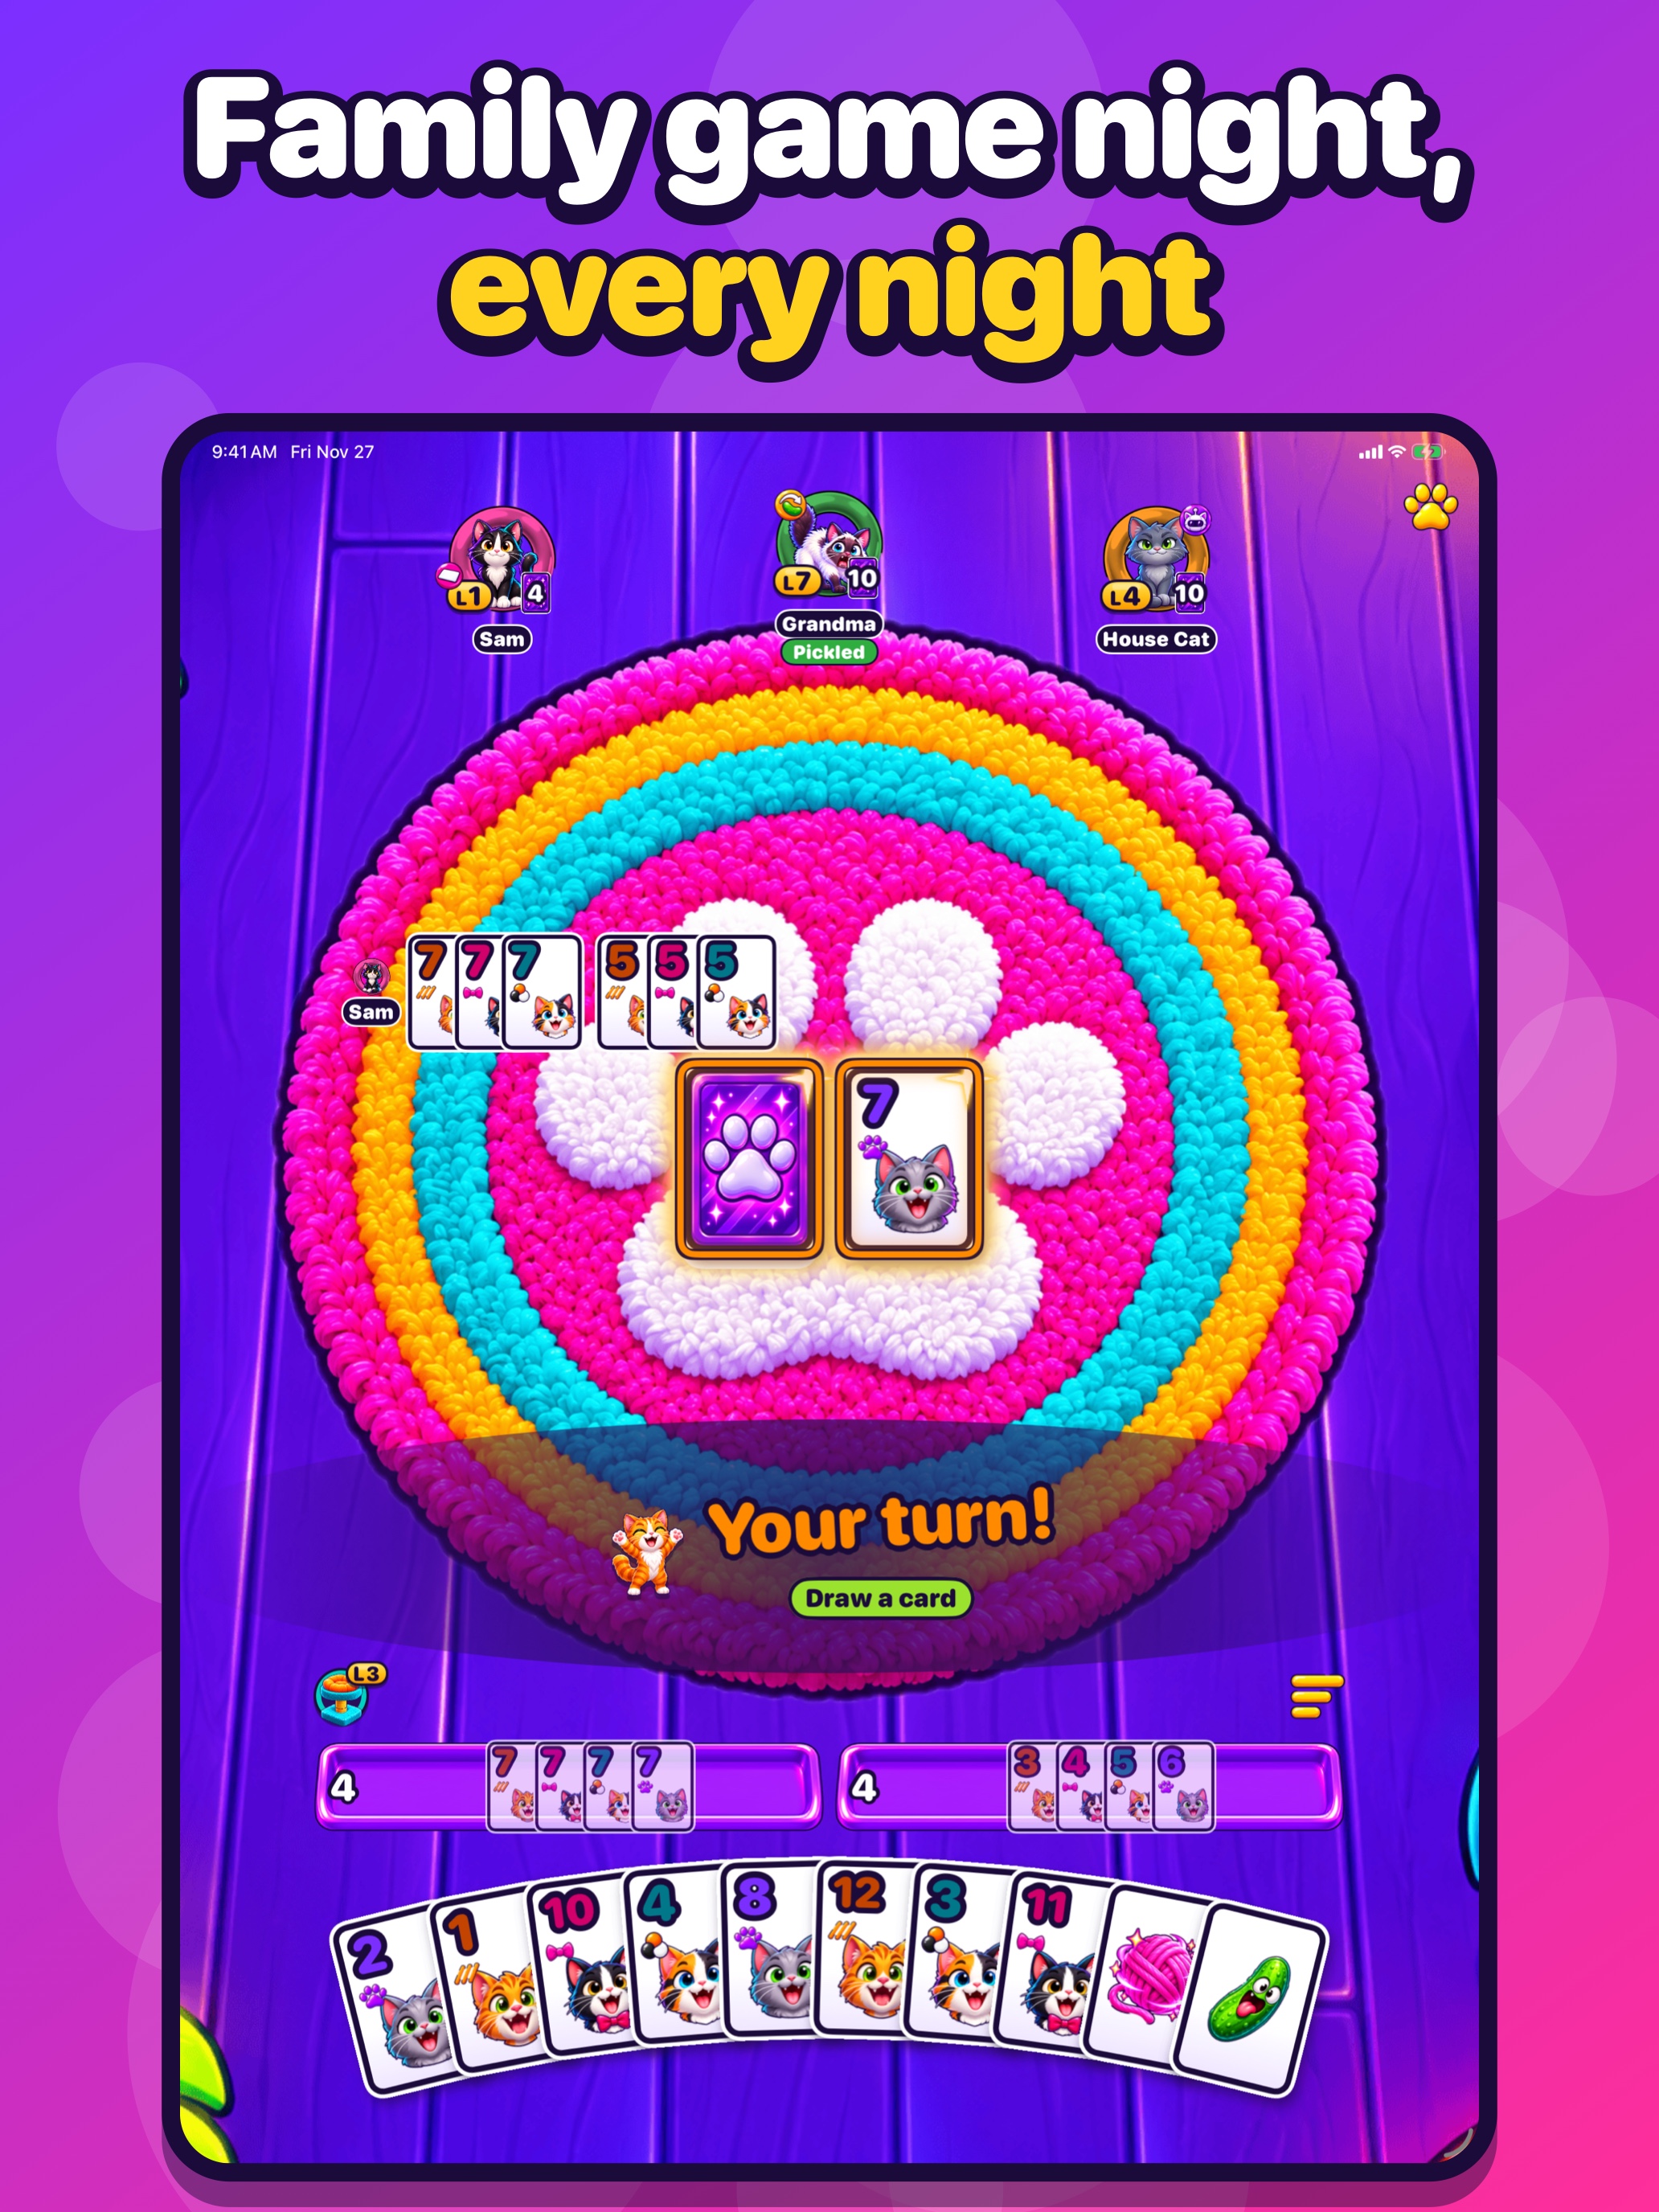 Family game night,
every night
9:41 AM Fri Nov 27
L1 4
Sam
L7 10
Grandma
Pickled
L4 10
House Cat
Sam
7 7 7 5 5 5
7
Your turn!
Draw a card
L3
4 7 7 7 7
4 3 4 5 6
2 1 10 4 8 12 3 11